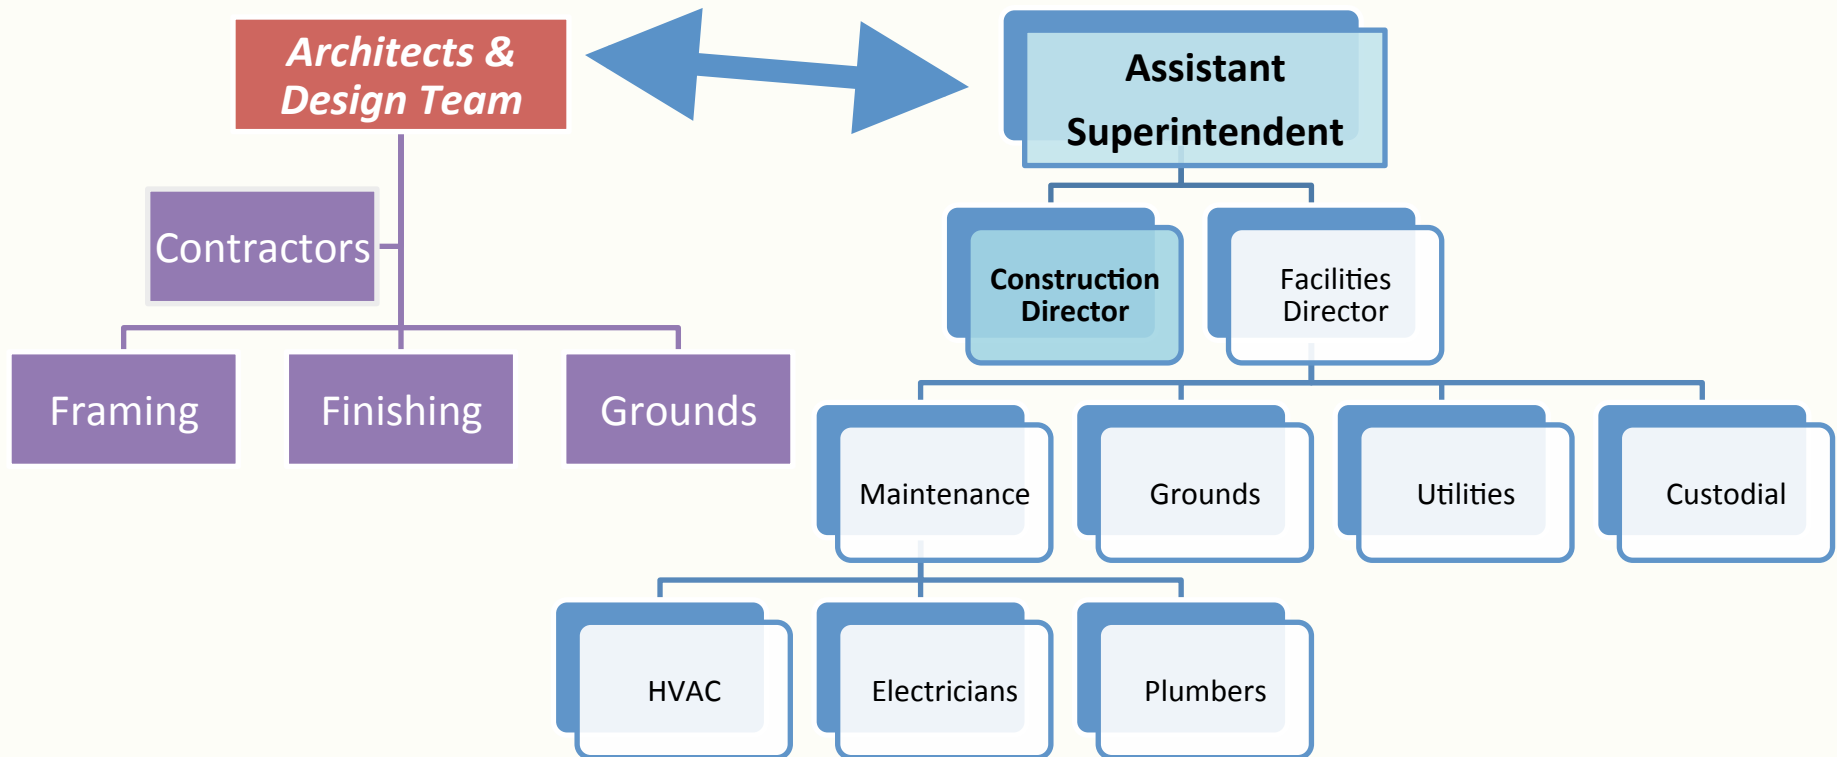 Architects &
Design Team
Assistant
Superintendent
Contractors
Construction
Director
Facilities
Director
Framing
Finishing
Grounds
Maintenance
Grounds
Utilities
Custodial
HVAC
Electricians
Plumbers